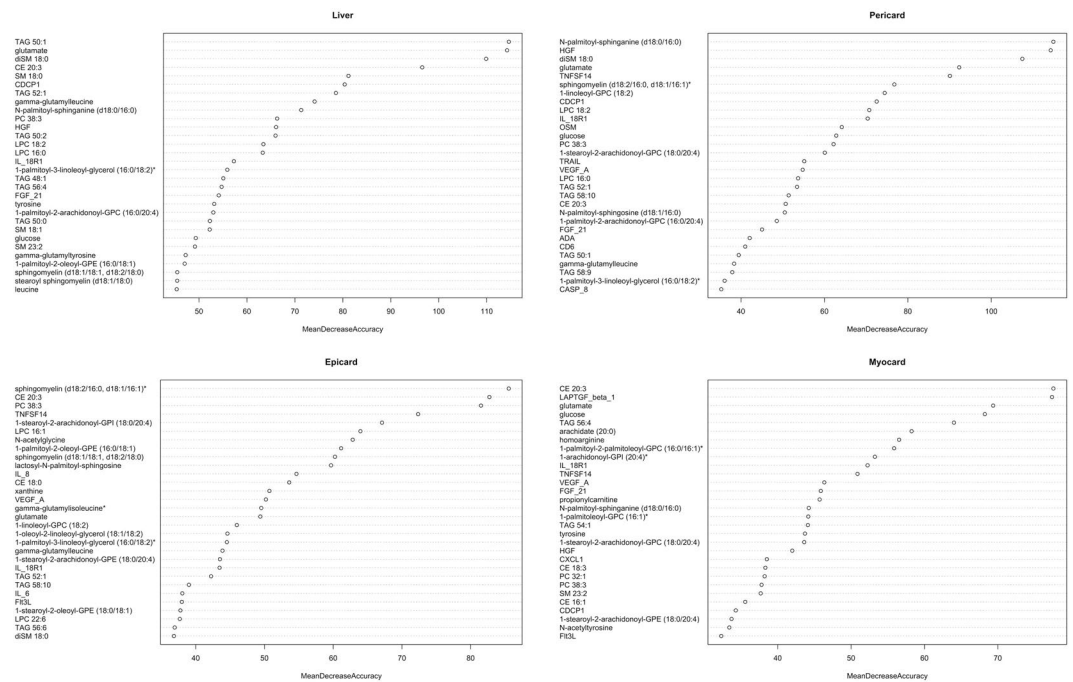 Liver
TAG 50:1
glutamate
diSM 18:0
CE 20:3
SM 18:0
CDCP1
TAG 52:1
gamma-glutamylleucine
N-palmitoyl-sphinganine (d18:0/16:0)
PC 38:3
HGF
TAG 50:2
LPC 18:2
LPC 16:0
IL_18R1
1-palmitoyl-3-linoleoyl-glycerol (16:0/18:2)*
TAG 48:1
TAG 56:4
FGF_21
tyrosine
1-palmitoyl-2-arachidonoyl-GPC (16:0/20:4)
TAG 50:0
SM 18:1
glucose
SM 23:2
gamma-glutamyltyrosine
1-palmitoyl-2-oleoyl-GPE (16:0/18:1)
sphingomyelin (d18:1/18:1, d18:2/18:0)
stearoyl sphingomyelin (d18:1/18:0)
leucine
50 60 70 80 90 100 110
MeanDecreaseAccuracy
Pericard
N-palmitoyl-sphinganine (d18:0/16:0)
HGF
diSM 18:0
glutamate
TNFSF14
sphingomyelin (d18:2/16:0, d18:1/16:1)*
1-linoleoyl-GPC (18:2)
CDCP1
LPC 18:2
IL_18R1
OSM
glucose
PC 38:3
1-stearoyl-2-arachidonoyl-GPC (18:0/20:4)
TRAIL
VEGF_A
LPC 16:0
TAG 52:1
TAG 58:10
CE 20:3
N-palmitoyl-sphingosine (d18:1/16:0)
1-palmitoyl-2-arachidonoyl-GPC (16:0/20:4)
FGF_21
ADA
CD6
TAG 50:1
gamma-glutamylleucine
TAG 58:9
1-palmitoyl-3-linoleoyl-glycerol (16:0/18:2)*
CASP_8
40 60 80 100
MeanDecreaseAccuracy
Epicard
sphingomyelin (d18:2/16:0, d18:1/16:1)*
CE 20:3
PC 38:3
TNFSF14
1-stearoyl-2-arachidonoyl-GPI (18:0/20:4)
LPC 16:1
N-acetylglycine
1-palmitoyl-2-oleoyl-GPE (16:0/18:1)
sphingomyelin (d18:1/18:1, d18:2/18:0)
lactosyl-N-palmitoyl-sphingosine
IL_8
CE 18:0
xanthine
VEGF_A
gamma-glutamylisoleucine*
glutamate
1-linoleoyl-GPC (18:2)
1-oleoyl-2-linoleoyl-glycerol (18:1/18:2)
1-palmitoyl-3-linoleoyl-glycerol (16:0/18:2)*
gamma-glutamylleucine
1-stearoyl-2-arachidonoyl-GPE (18:0/20:4)
IL_18R1
TAG 52:1
TAG 58:10
IL_6
Flt3L
1-stearoyl-2-oleoyl-GPE (18:0/18:1)
LPC 22:6
TAG 56:6
diSM 18:0
40 50 60 70 80
MeanDecreaseAccuracy
Myocard
CE 20:3
LAPTGF_beta_1
glutamate
glucose
TAG 56:4
arachidate (20:0)
homoarginine
1-palmitoyl-2-palmitoleoyl-GPC (16:0/16:1)*
1-arachidonoyl-GPI (20:4)*
IL_18R1
TNFSF14
VEGF_A
FGF_21
propionylcarnitine
N-palmitoyl-sphinganine (d18:0/16:0)
1-palmitoleoyl-GPC (16:1)*
TAG 54:1
tyrosine
1-stearoyl-2-arachidonoyl-GPC (18:0/20:4)
HGF
CXCL1
CE 18:3
PC 32:1
PC 38:3
SM 23:2
CE 16:1
CDCP1
1-stearoyl-2-arachidonoyl-GPE (18:0/20:4)
N-acetyltyrosine
Flt3L
40 50 60 70
MeanDecreaseAccuracy